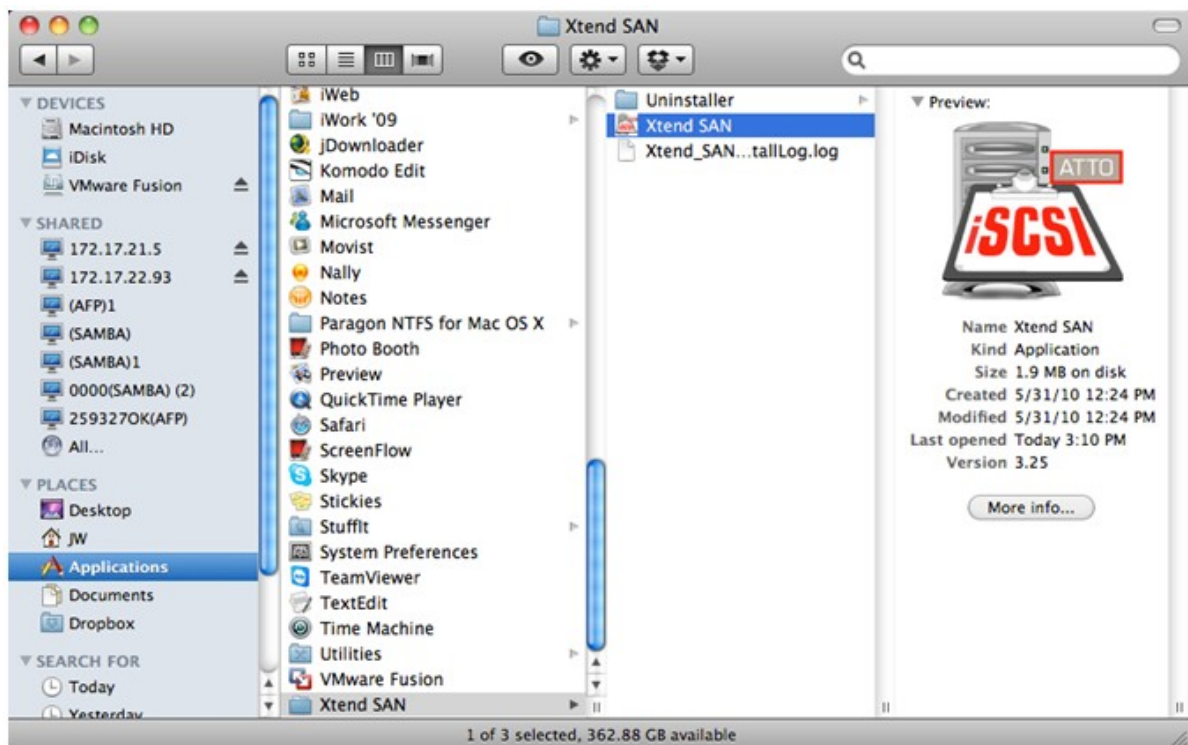 Xtend SAN
DEVICES
Macintosh HD
iDisk
VMware Fusion
SHARED
172.17.21.5
172.17.22.93
(AFP)1
(SAMBA)
(SAMBA)1
0000(SAMBA) (2)
259327OK(AFP)
All...
PLACES
Desktop
JW
Applications
Documents
Dropbox
SEARCH FOR
Today
Yesterday
iWeb
iWork '09
jDownloader
Komodo Edit
Mail
Microsoft Messenger
Movist
Nally
Notes
Paragon NTFS for Mac OS X
Photo Booth
Preview
QuickTime Player
Safari
ScreenFlow
Skype
Stickies
StuffIt
System Preferences
TeamViewer
TextEdit
Time Machine
Utilities
VMware Fusion
Xtend SAN
Uninstaller
Xtend SAN
Xtend_SAN...tallLog.log
Preview:
ATTO
iSCSI
Name Xtend SAN
Kind Application
Size 1.9 MB on disk
Created 5/31/10 12:24 PM
Modified 5/31/10 12:24 PM
Last opened Today 3:10 PM
Version 3.25
More info...
1 of 3 selected, 362.88 GB available